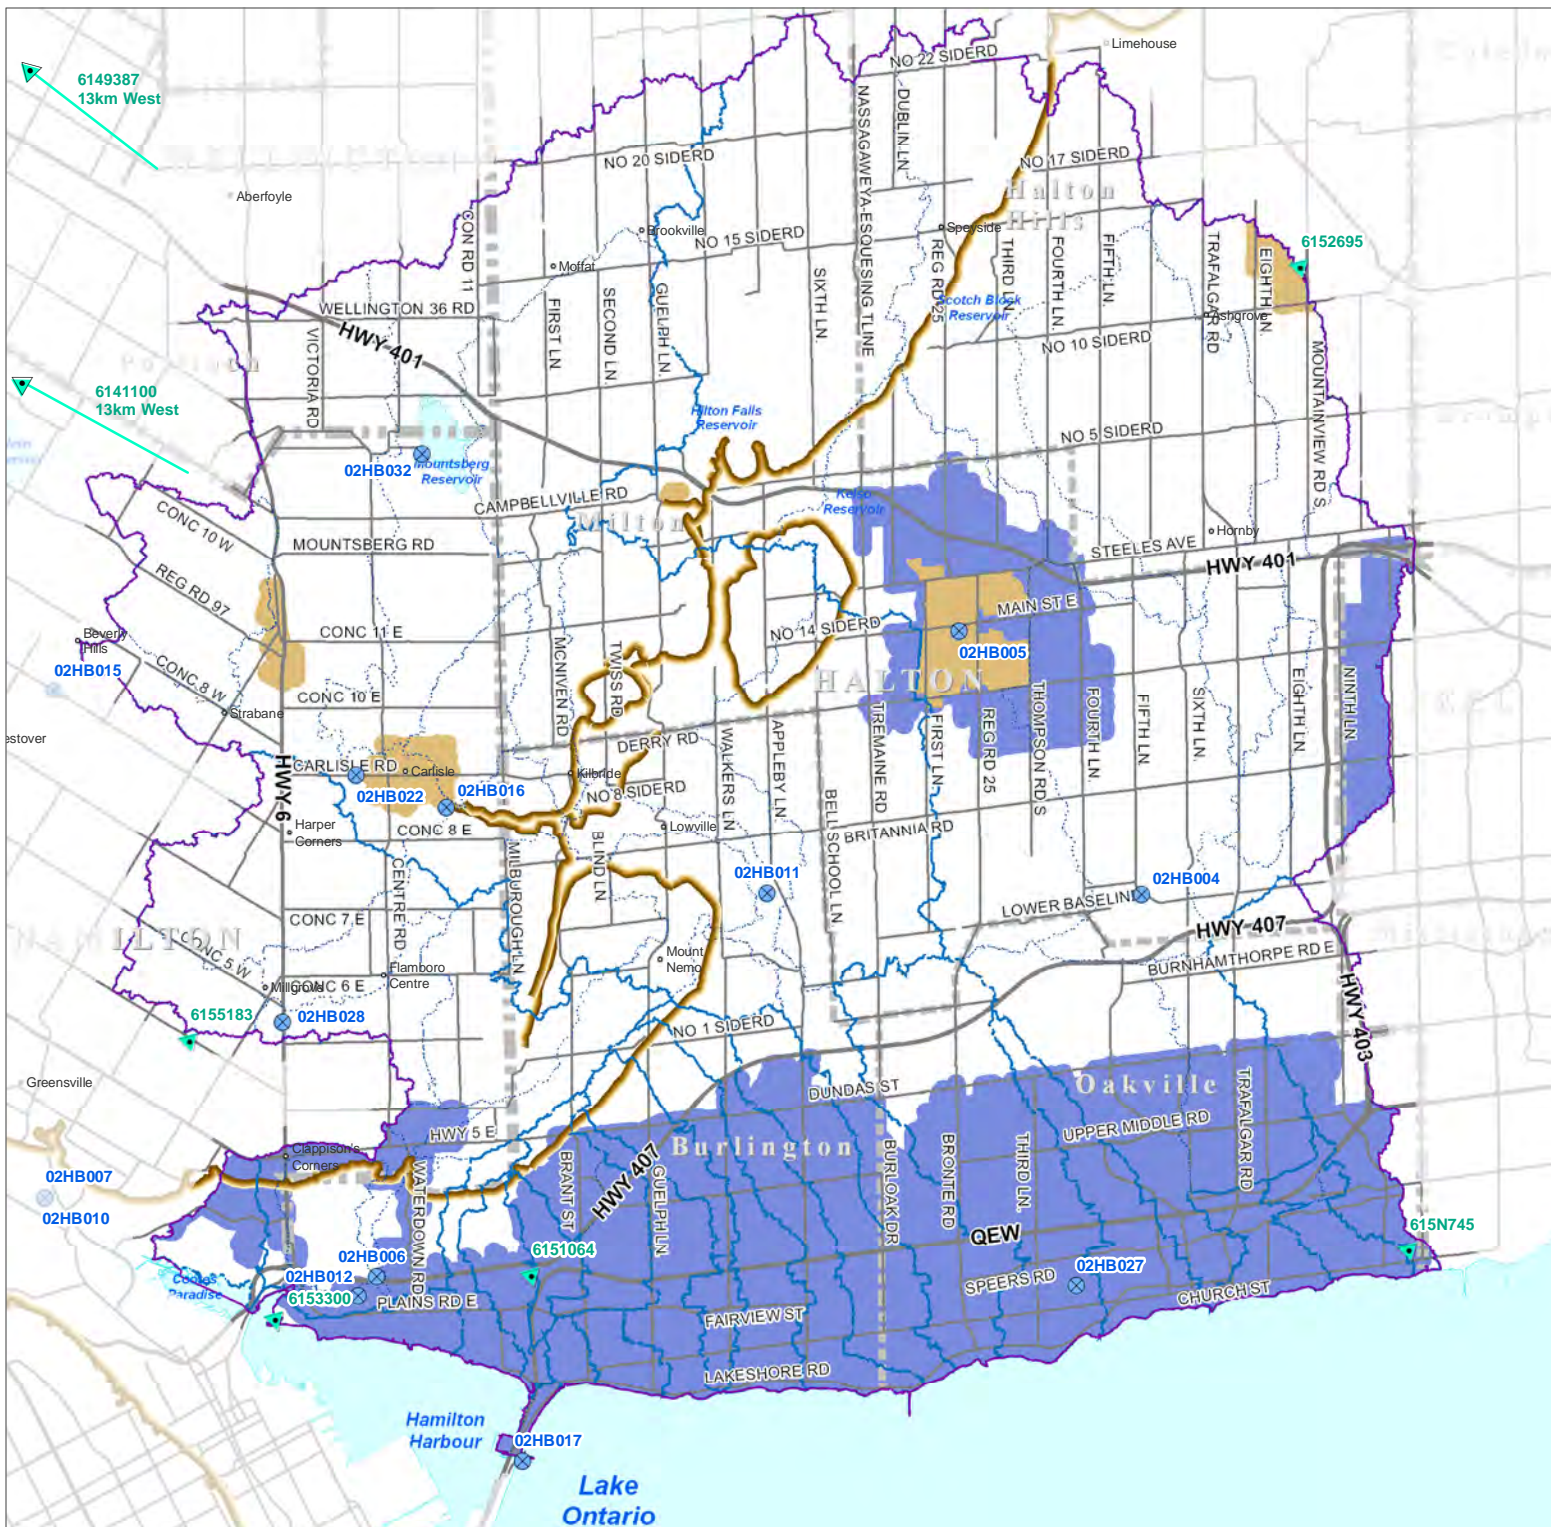 Limehouse
NO 22 SIDERD
6149387
13km West
NASSAGAWEYA-ESQUESING TLINE
DUBLIN LN
NO 20 SIDERD
NO 17 SIDERD
Aberfoyle
Halton
Hills
CON RD 11
Brookville
NO 15 SIDERD
Speyside
REG RD 25
THIRD LN.
FOURTH LN.
FIFTH LN.
TRAFALGAR RD
EIGHTH LN.
6152695
Moffat
FIRST LN
SECOND LN
GUELPH LN.
SIXTH LN.
Scotch Block
Reservoir
Ashgrove
WELLINGTON 36 RD
HWY 401
VICTORIA RD
NO 10 SIDERD
MOUNTAINVIEW RD S
Puslinch
6141100
13km West
Hilton Falls
Reservoir
NO 5 SIDERD
02HB032
Mountsberg
Reservoir
CAMPBELLVILLE RD
Kelso
Reservoir
CONC 10 W
Milton
MOUNTSBERG RD
Hornby
STEELES AVE
HWY 401
REG RD 97
MAIN ST E
CONC 11 E
NO 14 SIDERD
02HB005
Beverly
Hills
02HB015
CONC 8 W
MCNIVEN RD
TWISS RD
HALTON
CONC 10 E
Strabane
THOMPSON RD S
FOURTH LN.
FIFTH LN.
SIXTH LN.
EIGHTH LN.
NINTH LN.
TREMAINE RD
FIRST LN.
REG RD 25
DERRY RD
WALKERS LN
APPLEBY LN
HWY 6
CARLISLE RD
Carlisle
Kilbride
02HB022
02HB016
NO 8 SIDERD
BELL SCHOOL LN.
Harper
Corners
CONC 8 E
Lowville
BRITANNIA RD
BLIND LN.
MILBOROUGH LN.
CENTRE RD
02HB011
02HB004
LOWER BASELINE
CONC 7 E
HWY 407
HAMILTON
CONC 5 W
Mount
Nemo
BURNHAMTHORPE RD E
Flamboro
Centre
Millgrove
CONC 6 E
HWY 403
6155183
02HB028
NO 1 SIDERD
Greensville
DUNDAS ST
Oakville
TRAFALGAR RD
HWY 5 E
UPPER MIDDLE RD
Burlington
Clappison's
Corners
02HB007
WATERDOWN RD
BRANT ST
HWY 407
GUELPH LN.
BURLOAK DR
BRONTE RD
THIRD LN.
02HB010
QEW
615N745
02HB006
6151064
02HB012
Cootes
Paradise
6153300
PLAINS RD E
SPEERS RD
02HB027
CHURCH ST
FAIRVIEW ST
LAKESHORE RD
Hamilton
Harbour
02HB017
Lake
Ontario